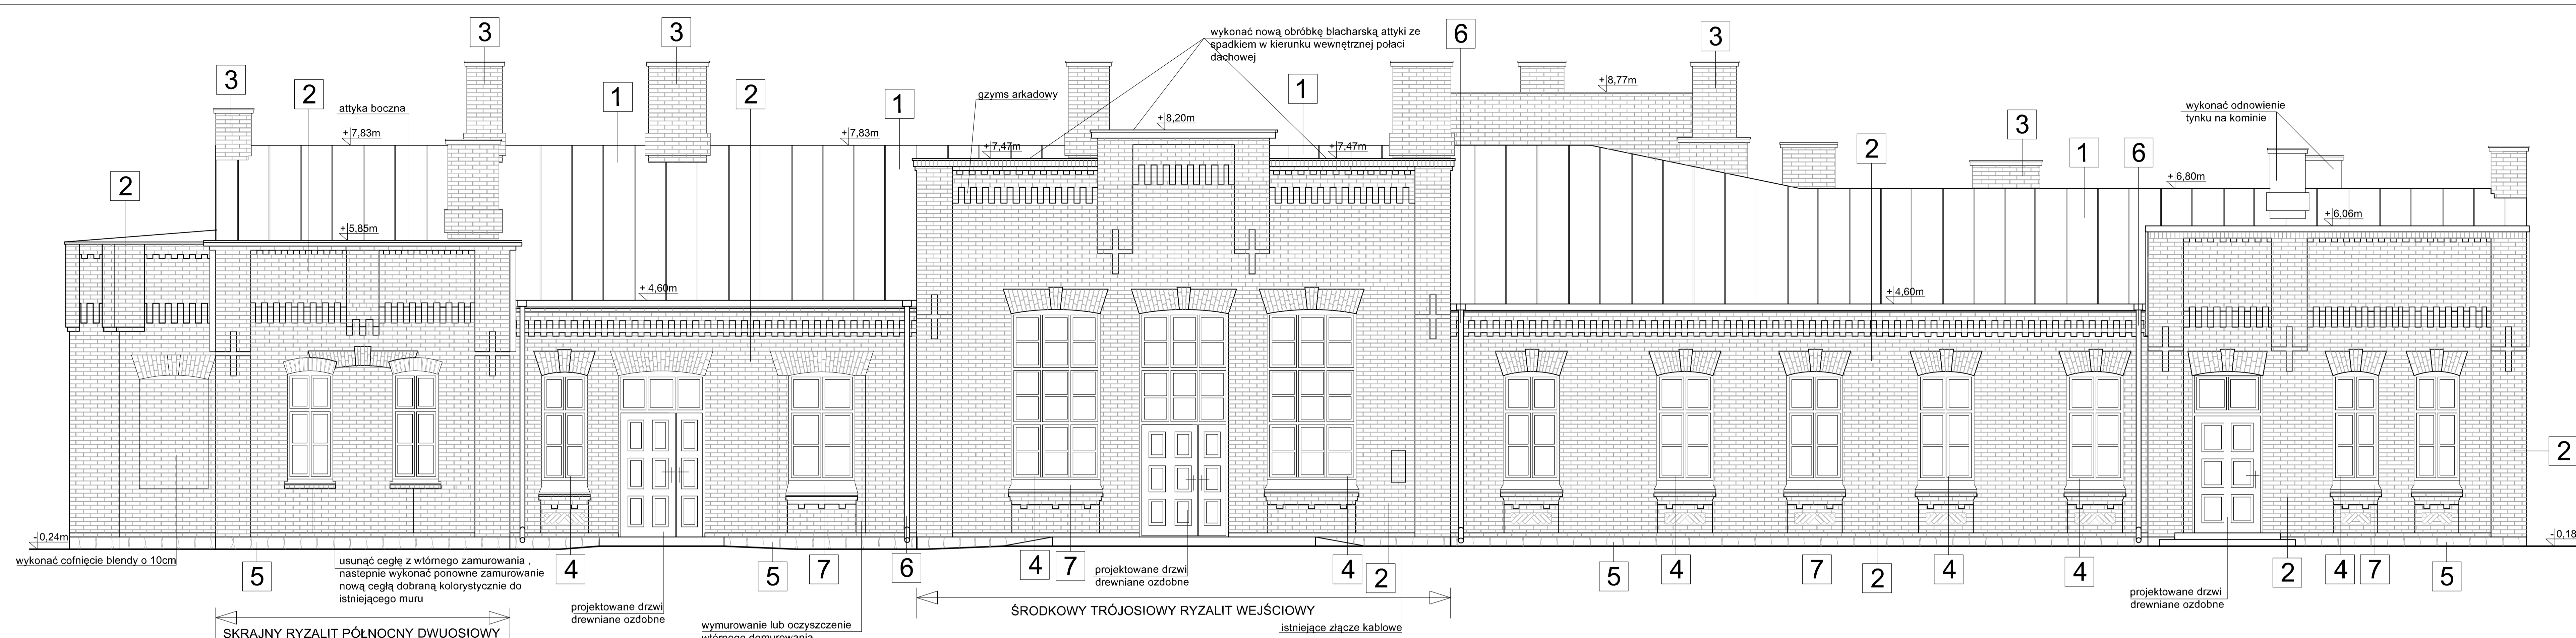 3
3
3
6
3
wykonać nową obróbkę blacharską attyki ze
spadkiem w kierunku wewnętrznej połaci
dachowej
2
1
2
1
1
+8,77m
gzyms arkadowy
attyka boczna
+7,83m
+7,83m
+8,20m
+7,47m
+7,47m
wykonać odnowienie
tynku na kominie
3
2
1
6
2
+6,80m
+6,06m
+5,85m
+4,60m
+4,60m
2
-0,24m
-0,18
wykonać cofnięcie blendy o 10cm
5
usunąć cegłę z wtórnego zamurowania ,
nastepnie wykonać ponowne zamurowanie
nową cegłą dobraną kolorystycznie do
istniejącego muru
4
5
7
6
4
7
4
2
5
4
7
2
4
4
2
4
7
5
projektowane drzwi
drewniane ozdobne
projektowane drzwi
drewniane ozdobne
projektowane drzwi
drewniane ozdobne
ŚRODKOWY TRÓJOSIOWY RYZALIT WEJŚCIOWY
wymurowanie lub oczyszczenie
wtórnego domurowania
istniejące złącze kablowe
SKRAJNY RYZALIT PÓŁNOCNY DWUOSIOWY